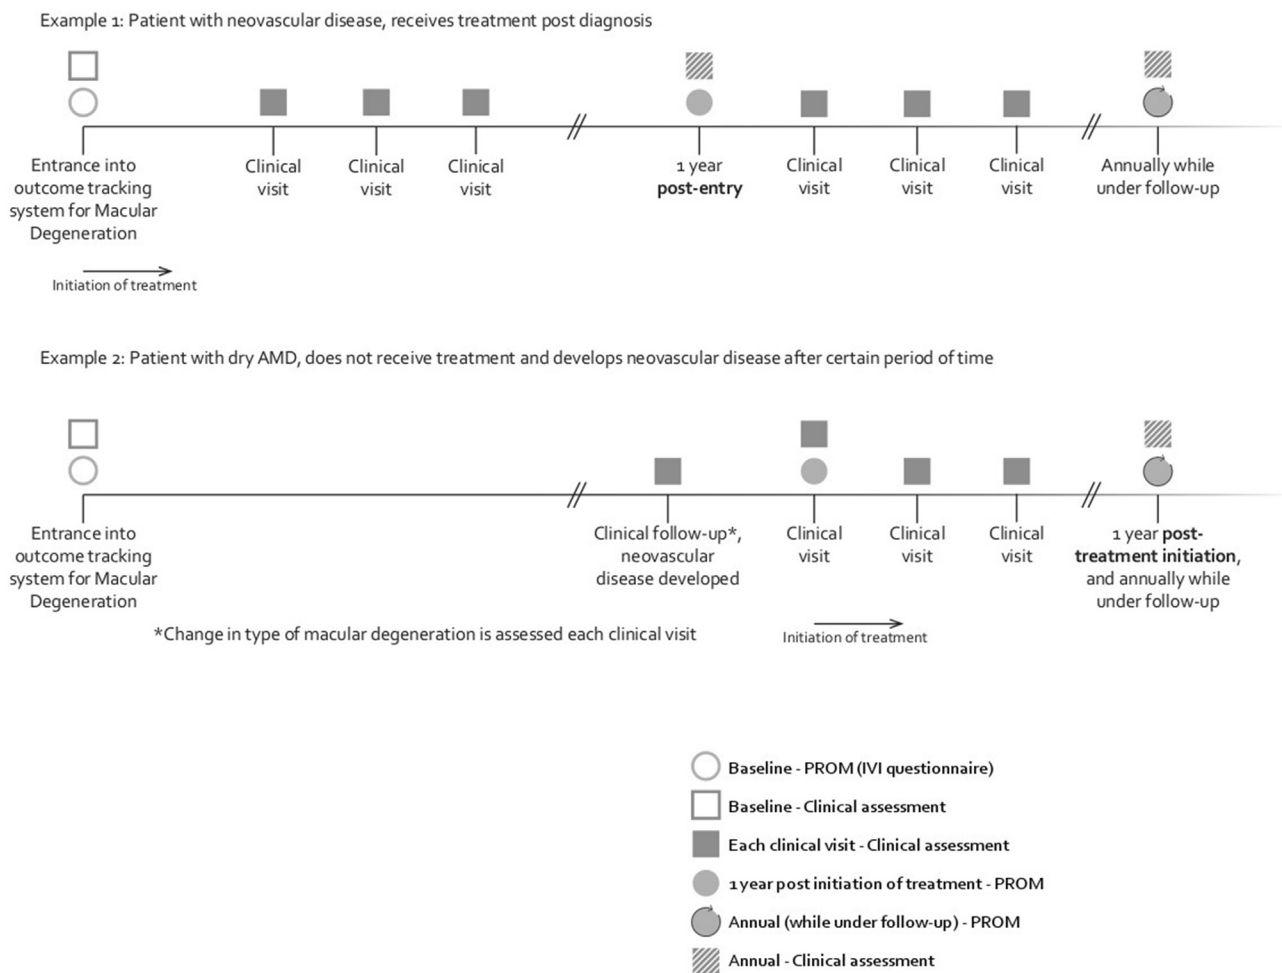 Example 1: Patient with neovascular disease, receives treatment post diagnosis
Entrance into
outcome tracking
system for Macular
Degeneration
Clinical
visit
Clinical
visit
Clinical
visit
1 year
post-entry
Clinical
visit
Clinical
visit
Clinical
visit
Annually while
under follow-up
Initiation of treatment
Example 2: Patient with dry AMD, does not receive treatment and develops neovascular disease after certain period of time
Entrance into
outcome tracking
system for Macular
Degeneration
Clinical follow-up*,
neovascular
disease developed
Clinical
visit
Clinical
visit
Clinical
visit
1 year post-
treatment initiation,
and annually while
under follow-up
*Change in type of macular degeneration is assessed each clinical visit
Initiation of treatment
Baseline - PROM (IVI questionnaire)
Baseline - Clinical assessment
Each clinical visit - Clinical assessment
1 year post initiation of treatment - PROM
Annual (while under follow-up) - PROM
Annual - Clinical assessment